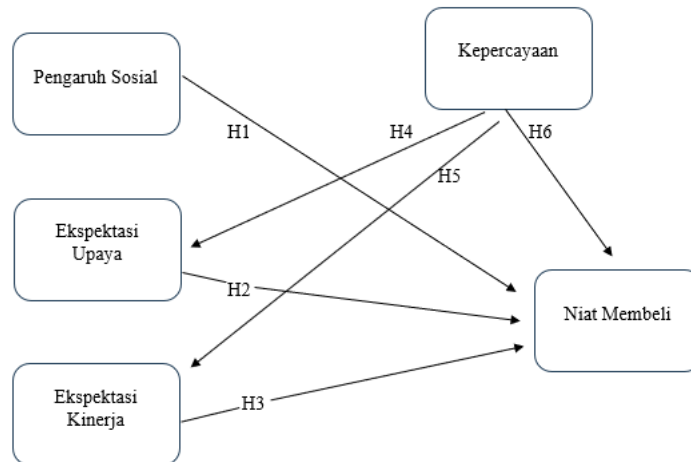 Kepercayaan
Pengaruh Sosial
H1
H4
H6
H5
Ekspektasi
Upaya
H2
Niat Membeli
Ekspektasi
Kinerja
H3